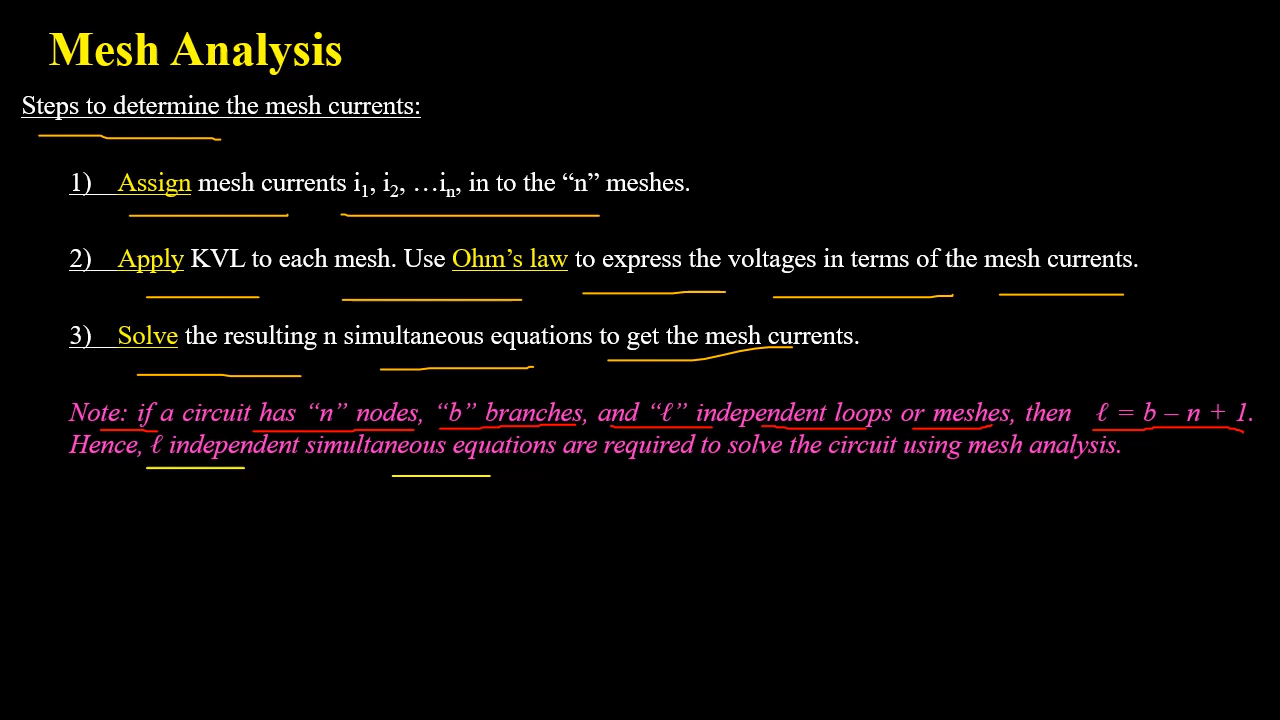 Mesh Analysis
Steps to determine the mesh currents:
1) Assign mesh currents i₁, i₂, …iₙ, in to the “n” meshes.
2) Apply KVL to each mesh. Use Ohm’s law to express the voltages in terms of the mesh currents.
3) Solve the resulting n simultaneous equations to get the mesh currents.
Note: if a circuit has “n” nodes, “b” branches, and “ℓ” independent loops or meshes, then ℓ = b – n + 1.
Hence, ℓ independent simultaneous equations are required to solve the circuit using mesh analysis.